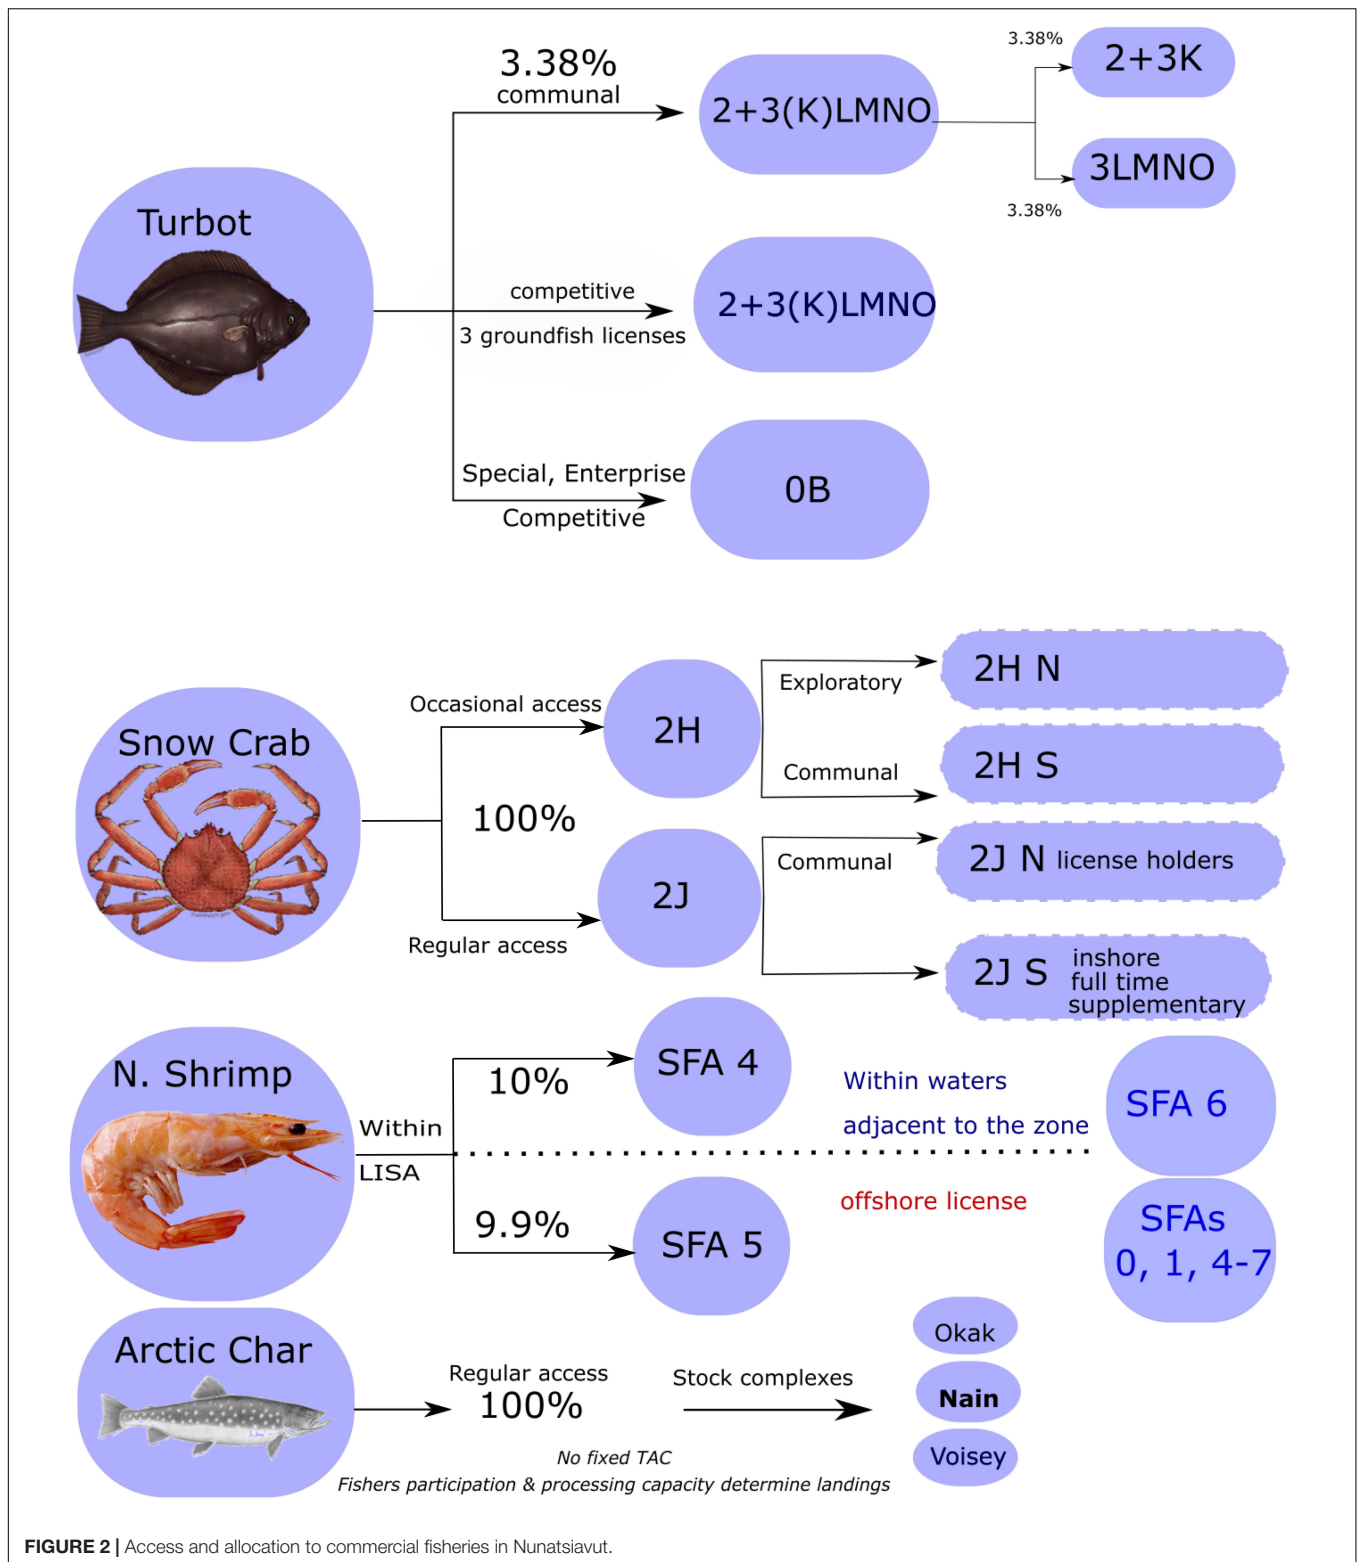 3.38%
communal
2+3(K)LMNO
3.38%
2+3K
3LMNO
3.38%
Turbot
competitive
3 groundfish licenses
2+3(K)LMNO
Special, Enterprise
Competitive
0B
Snow Crab
Occasional access
100%
Regular access
2H
2J
Exploratory
Communal
Communal
2H N
2H S
2J N license holders
2J S inshore
full time
supplementary
N. Shrimp
Within
LISA
10%
SFA 4
9.9%
SFA 5
Within waters
adjacent to the zone
offshore license
SFA 6
SFAs
0, 1, 4-7
Arctic Char
Regular access
100%
Stock complexes
Okak
Nain
Voisey
No fixed TAC
Fishers participation & processing capacity determine landings
FIGURE 2 | Access and allocation to commercial fisheries in Nunatsiavut.